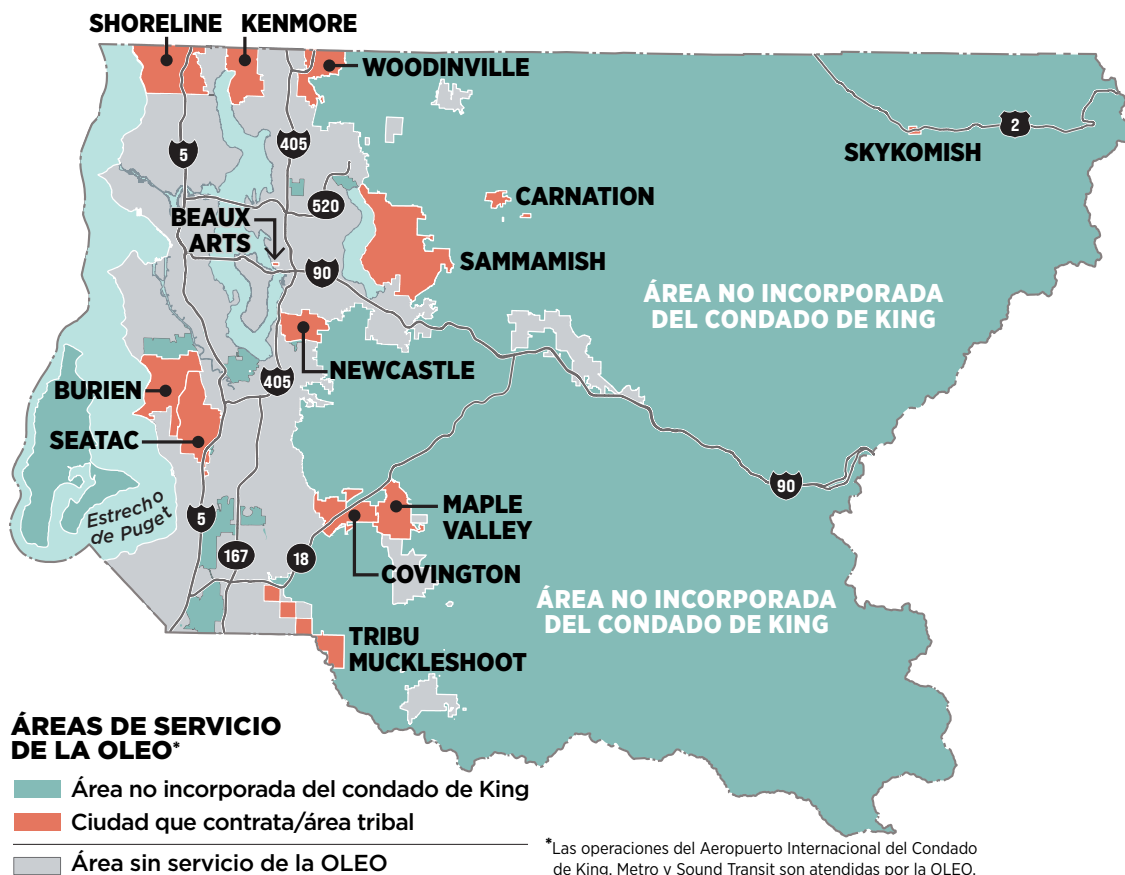 SHORELINE
KENMORE
WOODINVILLE
405
5
2
SKYKOMISH
CARNATION
520
BEAUX
ARTS
SAMMAMISH
90
ÁREA NO INCORPORADA
DEL CONDADO DE KING
NEWCASTLE
405
BURIEN
SEATAC
90
Estrecho
de Puget
MAPLE
VALLEY
5
167
18
COVINGTON
ÁREA NO INCORPORADA
DEL CONDADO DE KING
TRIBU
MUCKLESHOOT
ÁREAS DE SERVICIO
DE LA OLEO*
Área no incorporada del condado de King
Ciudad que contrata/área tribal
Área sin servicio de la OLEO
*Las operaciones del Aeropuerto Internacional del Condado
de King, Metro y Sound Transit son atendidas por la OLEO.